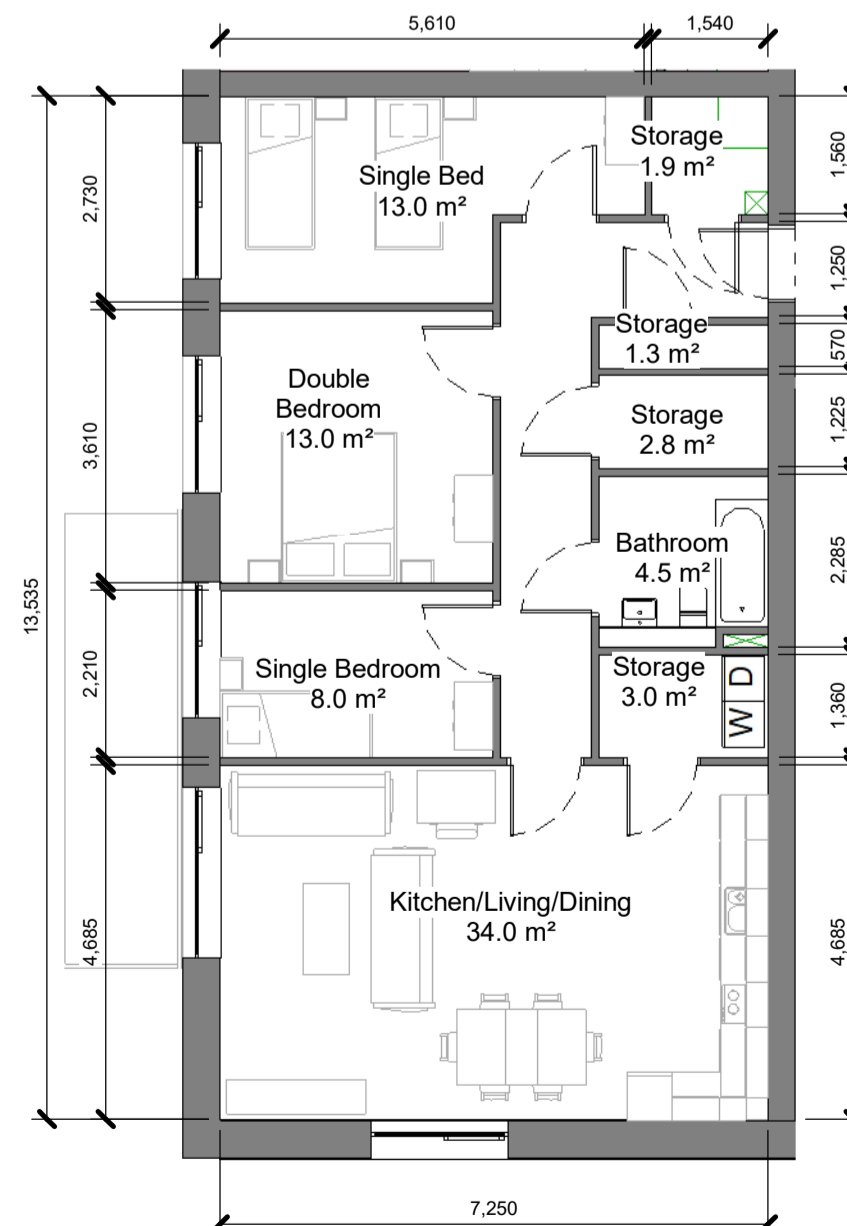 5,610
1,540
Storage
1.9 m²
1,560
2,730
Single Bed
13.0 m²
1,250
Storage
1.3 m²
570
Double
Bedroom
13.0 m²
Storage
2.8 m²
1,225
3,610
Bathroom
4.5 m²
2,285
13,535
2,210
Single Bedroom
8.0 m²
Storage
3.0 m²
W D
1,360
Kitchen/Living/Dining
34.0 m²
4,685
4,685
7,250